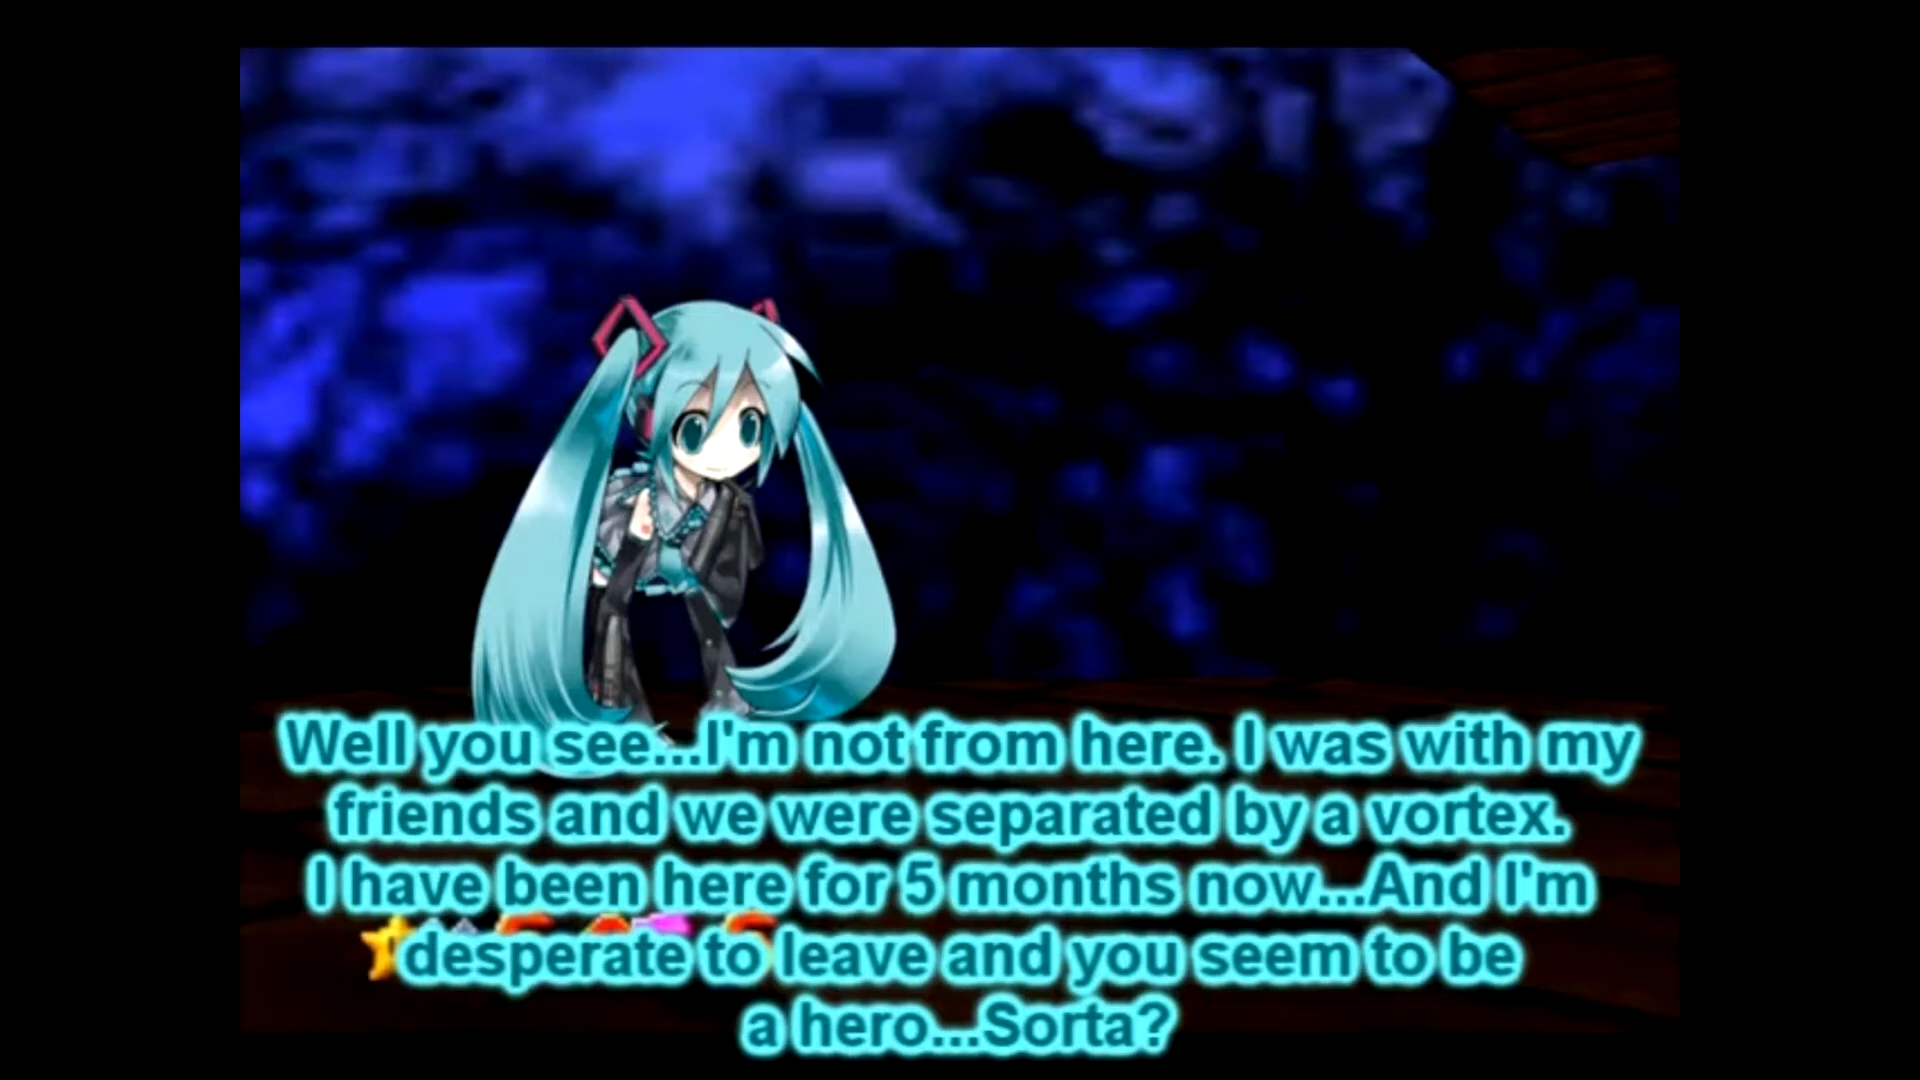 Well you see...I'm not from here. I was with my
friends and we were separated by a vortex.
I have been here for 5 months now...And I'm
desperate to leave and you seem to be
a hero...Sorta?